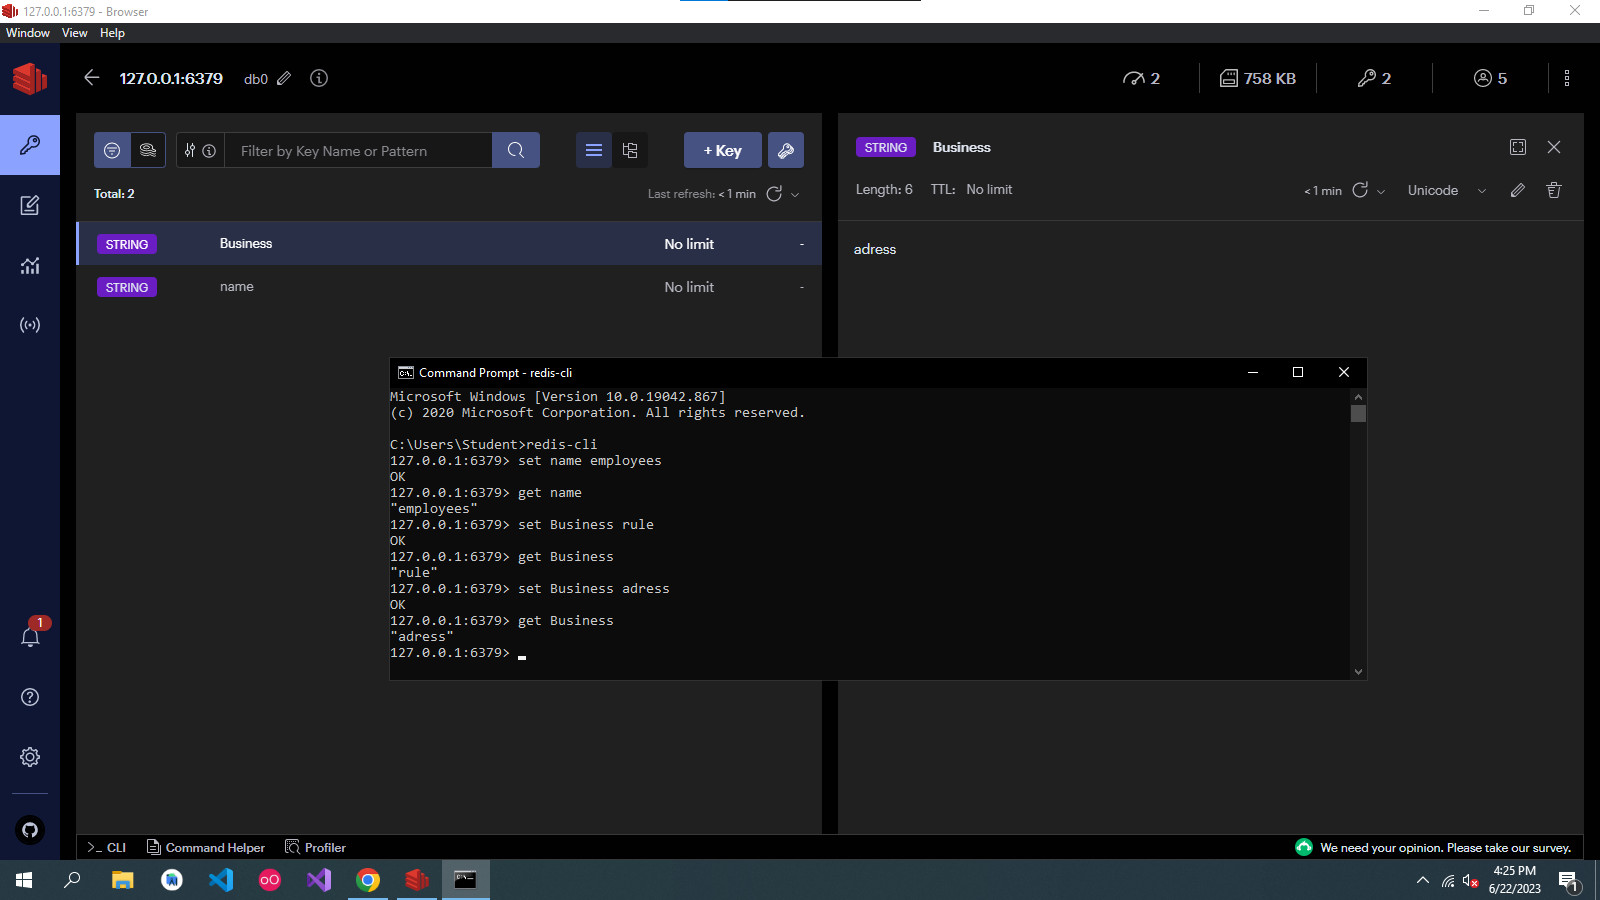 127.0.0.1:6379 - Browser
Window View Help
127.0.0.1:6379 db0 2 758 KB 2 5
Filter by Key Name or Pattern + Key
Total: 2 Last refresh: < 1 min
STRING Business No limit -
STRING name No limit -
STRING Business
Length: 6 TTL: No limit < 1 min Unicode
adress
Command Prompt - redis-cli
Microsoft Windows [Version 10.0.19042.867]
(c) 2020 Microsoft Corporation. All rights reserved.
C:\Users\Student>redis-cli
127.0.0.1:6379> set name employees
OK
127.0.0.1:6379> get name
"employees"
127.0.0.1:6379> set Business rule
OK
127.0.0.1:6379> get Business
"rule"
127.0.0.1:6379> set Business adress
OK
127.0.0.1:6379> get Business
"adress"
127.0.0.1:6379>
1
>_ CLI Command Helper Profiler We need your opinion. Please take our survey.
4:25 PM
6/22/2023
1